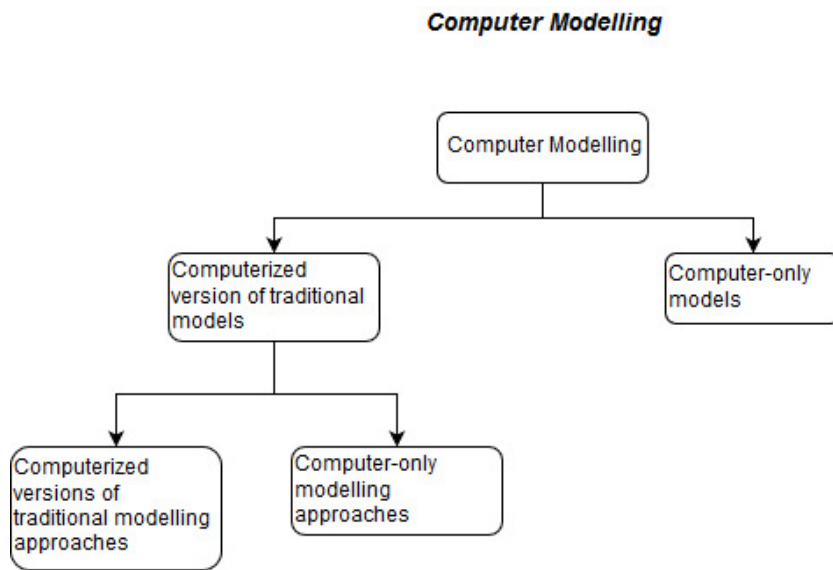 Computer Modelling
Computer Modelling
Computerized
version of traditional
models
Computer-only
models
Computerized
versions of
traditional modelling
approaches
Computer-only
modelling
approaches